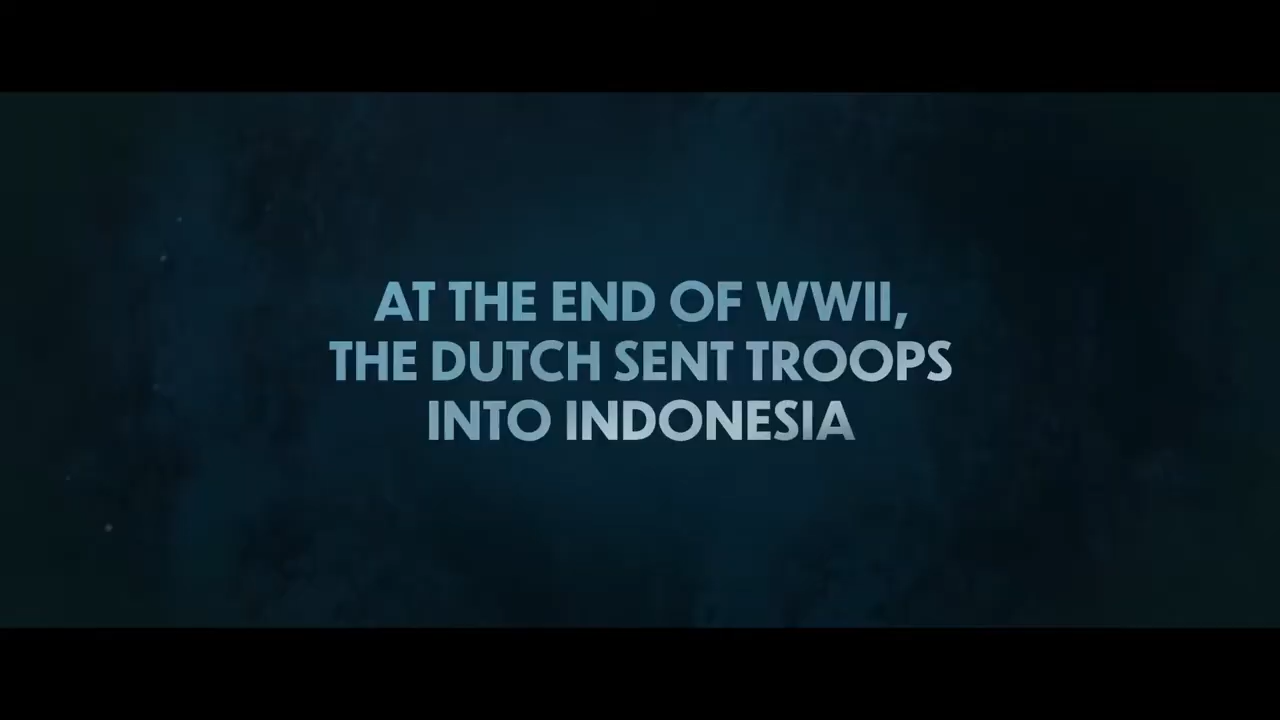 AT THE END OF WWII,
THE DUTCH SENT TROOPS
INTO INDONESIA